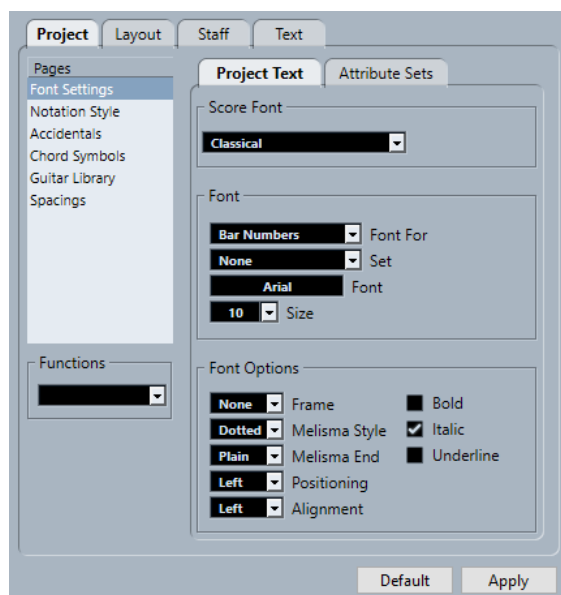 Project Layout Staff Text
Pages
Font Settings
Notation Style
Accidentals
Chord Symbols
Guitar Library
Spacings
Functions
Project Text Attribute Sets
Score Font
Classical
Font
Bar Numbers Font For
None Set
Arial Font
10 Size
Font Options
None Frame Bold
Dotted Melisma Style Italic
Plain Melisma End Underline
Left Positioning
Left Alignment
Default Apply